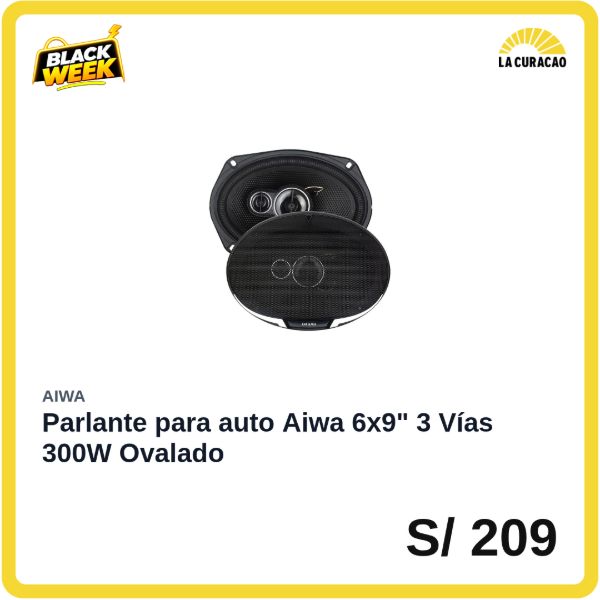 BLACK
WEEK
LA CURACAO
AIWA
Parlante para auto Aiwa 6x9" 3 Vías
300W Ovalado
S/ 209